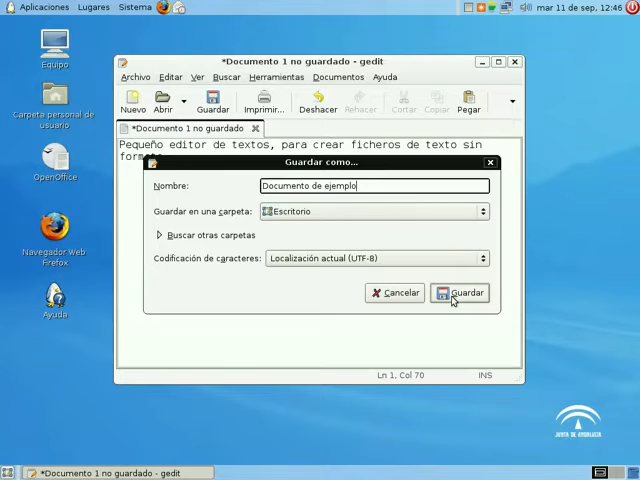 Aplicaciones Lugares Sistema mar 11 de sep, 12:46
*Documento 1 no guardado - gedit
Archivo Editar Ver Buscar Herramientas Documentos Ayuda
Nuevo Abrir Guardar Imprimir... Deshacer Rehacer Cortar Copiar Pegar
*Documento 1 no guardado
Pequeño editor de textos, para crear ficheros de texto sin
formato
Guardar como...
Nombre: Documento de ejemplo
Guardar en una carpeta: Escritorio
Buscar otras carpetas
Codificación de caracteres: Localización actual (UTF-8)
Cancelar Guardar
Ln 1, Col 70 INS
Equipo
Carpeta personal de
usuario
OpenOffice
Navegador Web
Firefox
Ayuda
JUNTA DE ANDALUCIA
*Documento 1 no guardado - gedit